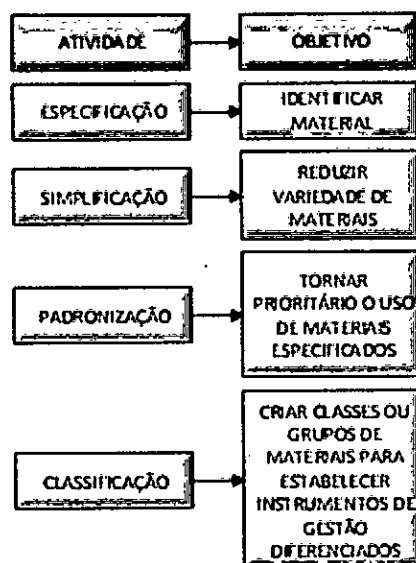 ATIVIDADE
OBJETIVO
ESPECIFICAÇÃO
IDENTIFICAR
MATERIAL
SIMPLIFICAÇÃO
REDUZIR
VARIEDADE DE
MATERIAIS
PADRONIZAÇÃO
TORNAR
PRIORITÁRIO O USO
DE MATERIAIS
ESPECIFICADOS
CLASSIFICAÇÃO
CRIAR CLASSES OU
GRUPOS DE
MATERIAIS PARA
ESTABELECER
INSTRUMENTOS DE
GESTÃO
DIFERENCIADOS